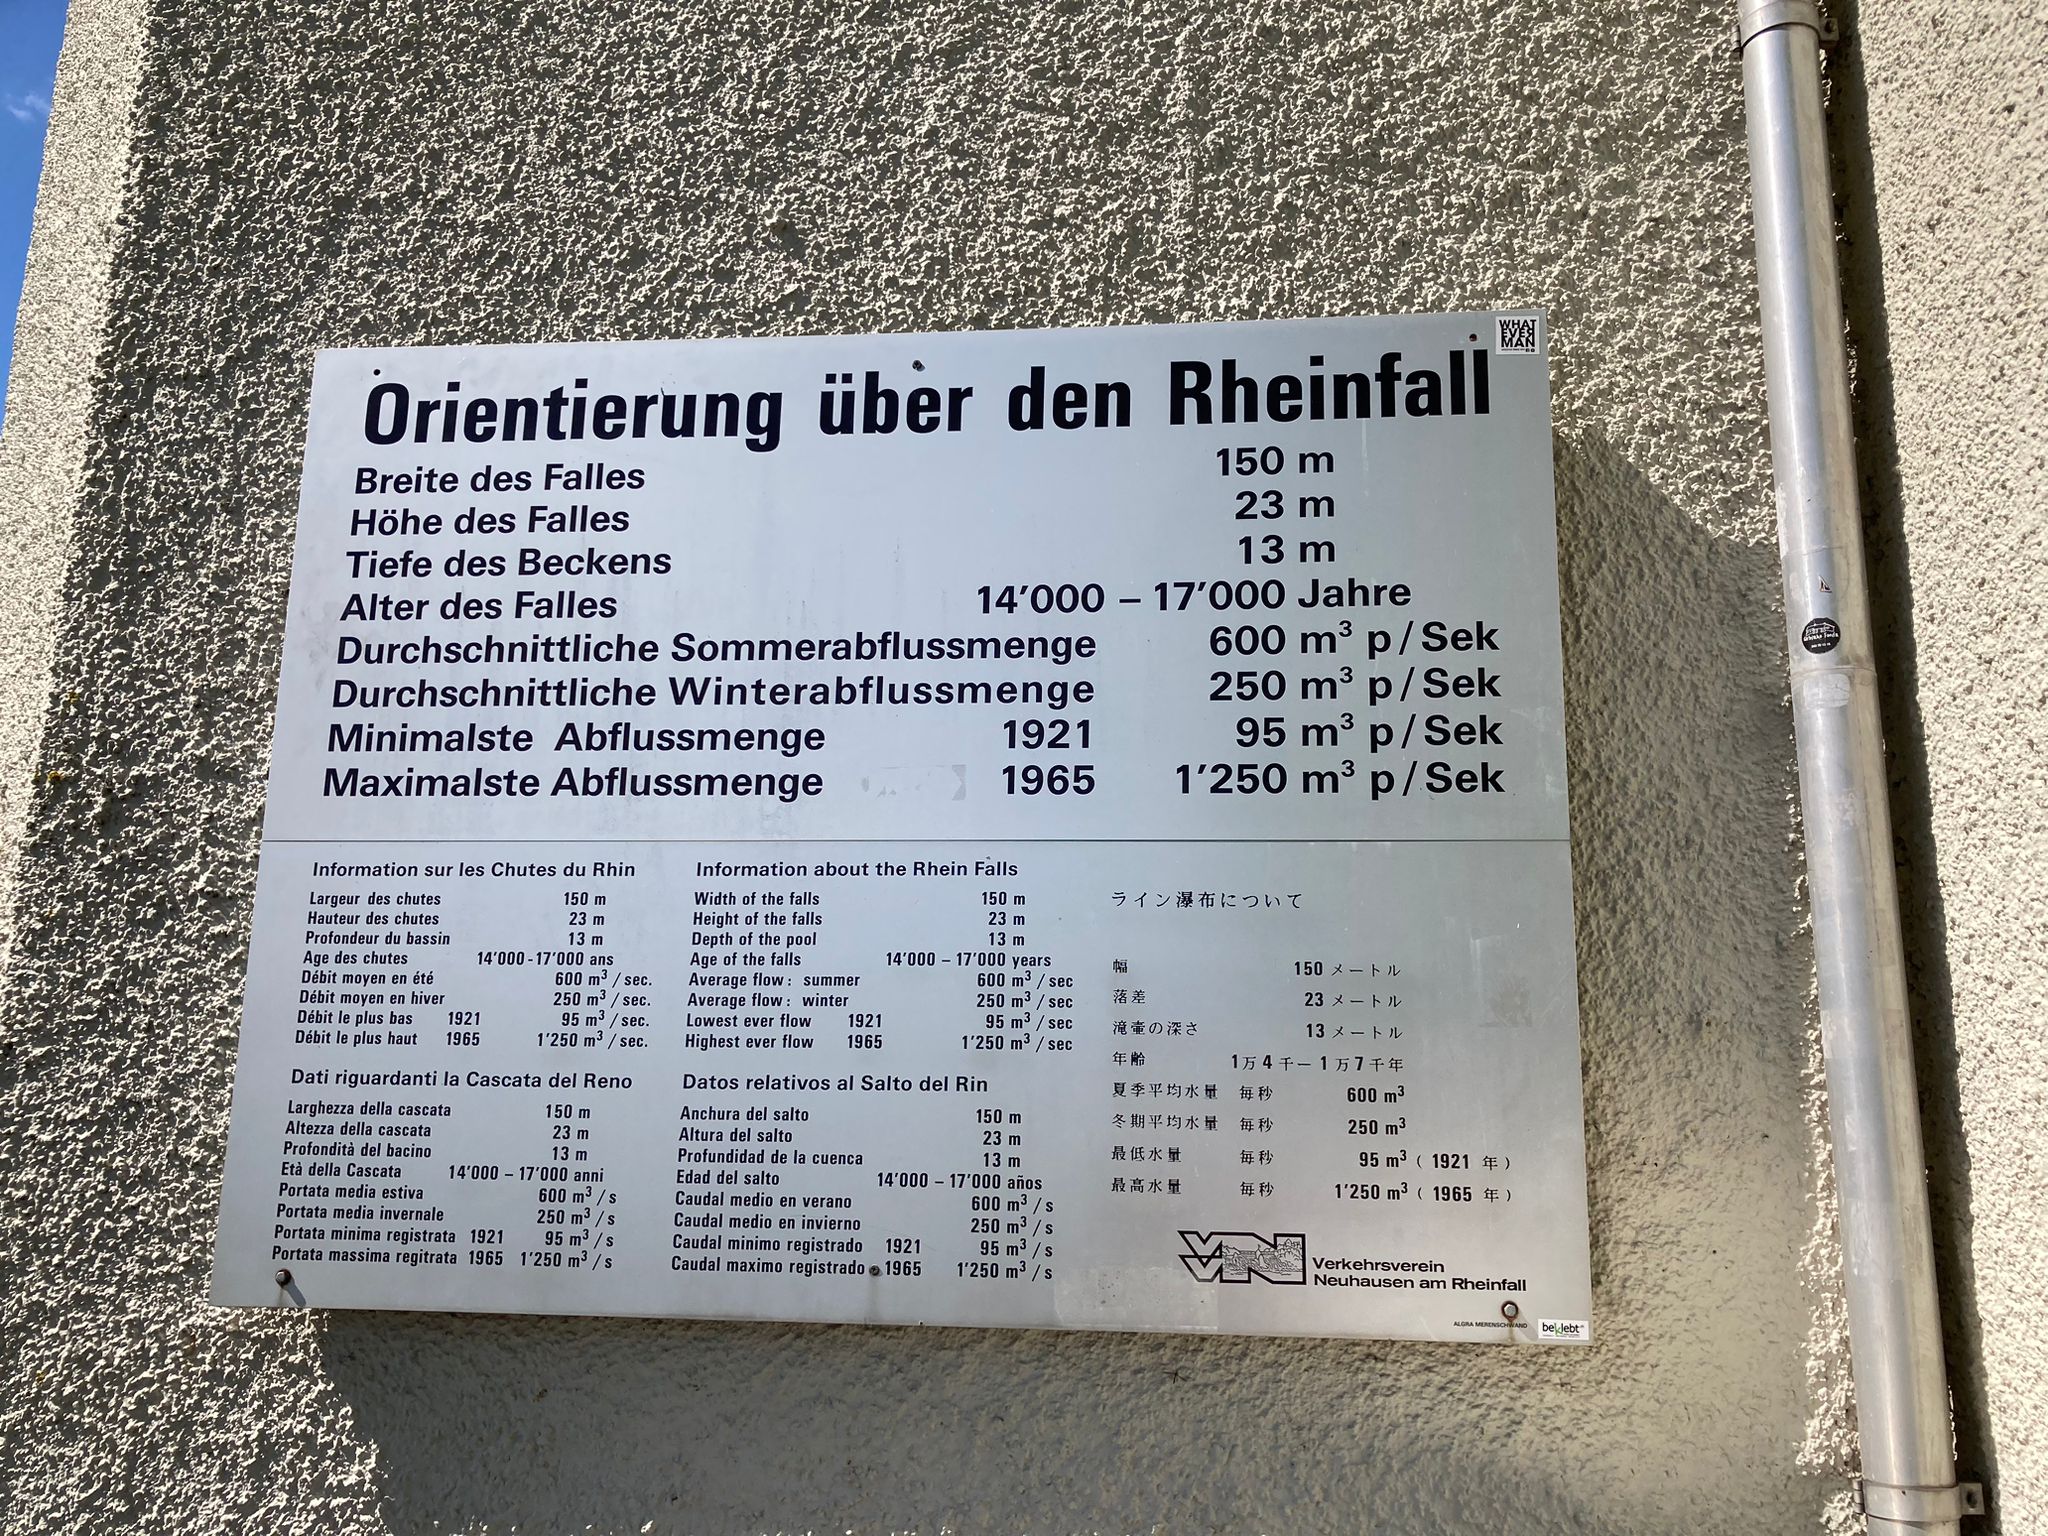 WHAT
EVER
MAN
Orientierung über den Rheinfall
Breite des Falles 150 m
Höhe des Falles 23 m
Tiefe des Beckens 13 m
Alter des Falles 14’000 – 17’000 Jahre
Durchschnittliche Sommerabflussmenge 600 m³ p/Sek
Durchschnittliche Winterabflussmenge 250 m³ p/Sek
Minimalste Abflussmenge 1921 95 m³ p/Sek
Maximalste Abflussmenge 1965 1’250 m³ p/Sek
Information sur les Chutes du Rhin
Largeur des chutes 150 m
Hauteur des chutes 23 m
Profondeur du bassin 13 m
Age des chutes 14’000-17’000 ans
Débit moyen en été 600 m³/sec.
Débit moyen en hiver 250 m³/sec.
Débit le plus bas 1921 95 m³/sec.
Débit le plus haut 1965 1’250 m³/sec.
Information about the Rhein Falls
Width of the falls 150 m
Height of the falls 23 m
Depth of the pool 13 m
Age of the falls 14’000 – 17’000 years
Average flow: summer 600 m³/sec
Average flow: winter 250 m³/sec
Lowest ever flow 1921 95 m³/sec
Highest ever flow 1965 1’250 m³/sec
Dati riguardanti la Cascata del Reno
Larghezza della cascata 150 m
Altezza della cascata 23 m
Profondità del bacino 13 m
Età della Cascata 14’000 – 17’000 anni
Portata media estiva 600 m³/s
Portata media invernale 250 m³/s
Portata minima registrata 1921 95 m³/s
Portata massima regitrata 1965 1’250 m³/s
Datos relativos al Salto del Rin
Anchura del salto 150 m
Altura del salto 23 m
Profundidad de la cuenca 13 m
Edad del salto 14’000 – 17’000 años
Caudal medio en verano 600 m³/s
Caudal medio en invierno 250 m³/s
Caudal minimo registrado 1921 95 m³/s
Caudal maximo registrado 1965 1’250 m³/s
ライン瀑布について
幅 150 メートル
落差 23 メートル
滝壷の深さ 13 メートル
年齢 1万4千ー1万7千年
夏季平均水量 毎秒 600 m³
冬期平均水量 毎秒 250 m³
最低水量 毎秒 95 m³ (1921 年)
最高水量 毎秒 1’250 m³ (1965 年)
VN
Verkehrsverein
Neuhausen am Rheinfall
ALGRA MERENSCHWAND
beklebt